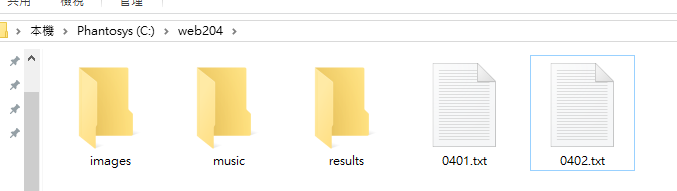 共用 檢視 管理
本機 > Phantosys (C:) > web204 >
images music results 0401.txt 0402.txt